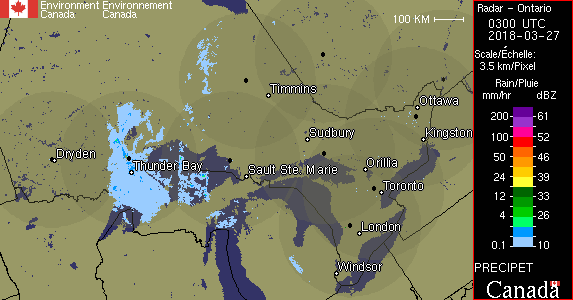 Environment Environnement
Canada Canada
Radar - Ontario
0300 UTC
2018-03-27
Scale/Échelle:
3.5 km/Pixel
Rain/Pluie
mm/hr dBZ
200 61
100 52
50 46
24 39
12 33
4 26
0.1 10
PRECIPET
Canada
100 KM
Timmins
Ottawa
Sudbury
Kingston
Dryden
Thunder Bay
Sault Ste. Marie
Orillia
Toronto
London
Windsor